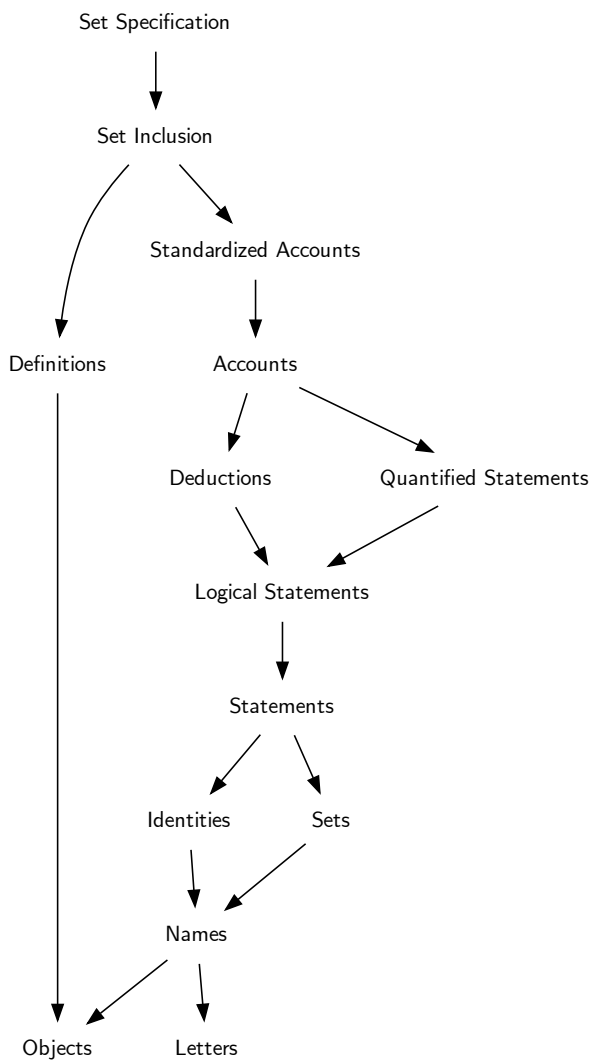 Set Specification
Set Inclusion
Standardized Accounts
Definitions
Accounts
Deductions
Quantified Statements
Logical Statements
Statements
Identities
Sets
Names
Objects
Letters